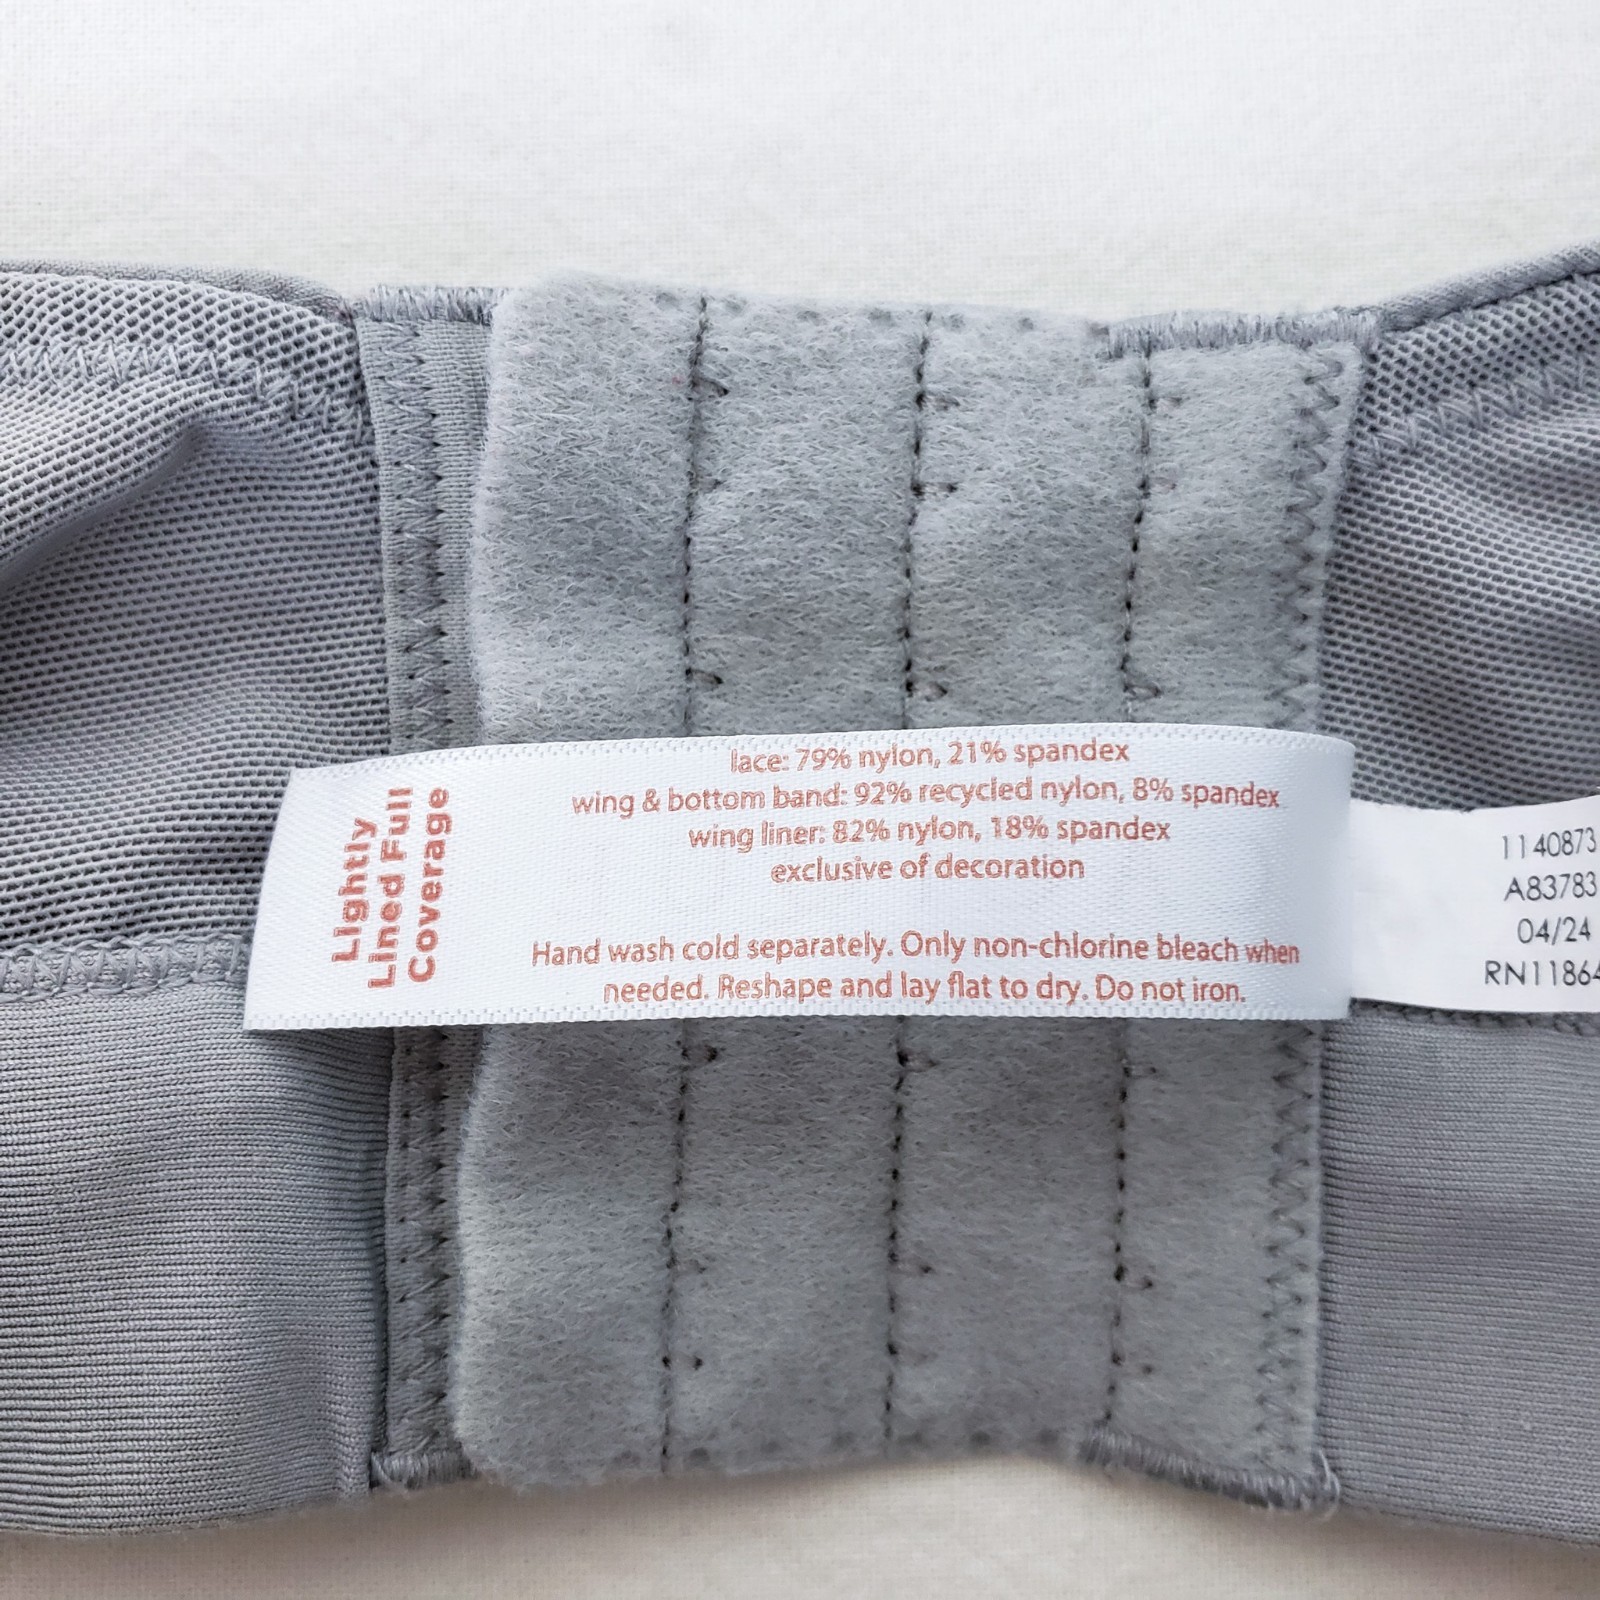 Lightly
Lined Full
Coverage
lace: 79% nylon, 21% spandex
wing & bottom band: 92% recycled nylon, 8% spandex
wing liner: 82% nylon, 18% spandex
exclusive of decoration
Hand wash cold separately. Only non-chlorine bleach when
needed. Reshape and lay flat to dry. Do not iron.
1140873
A83783
04/24
RN11864